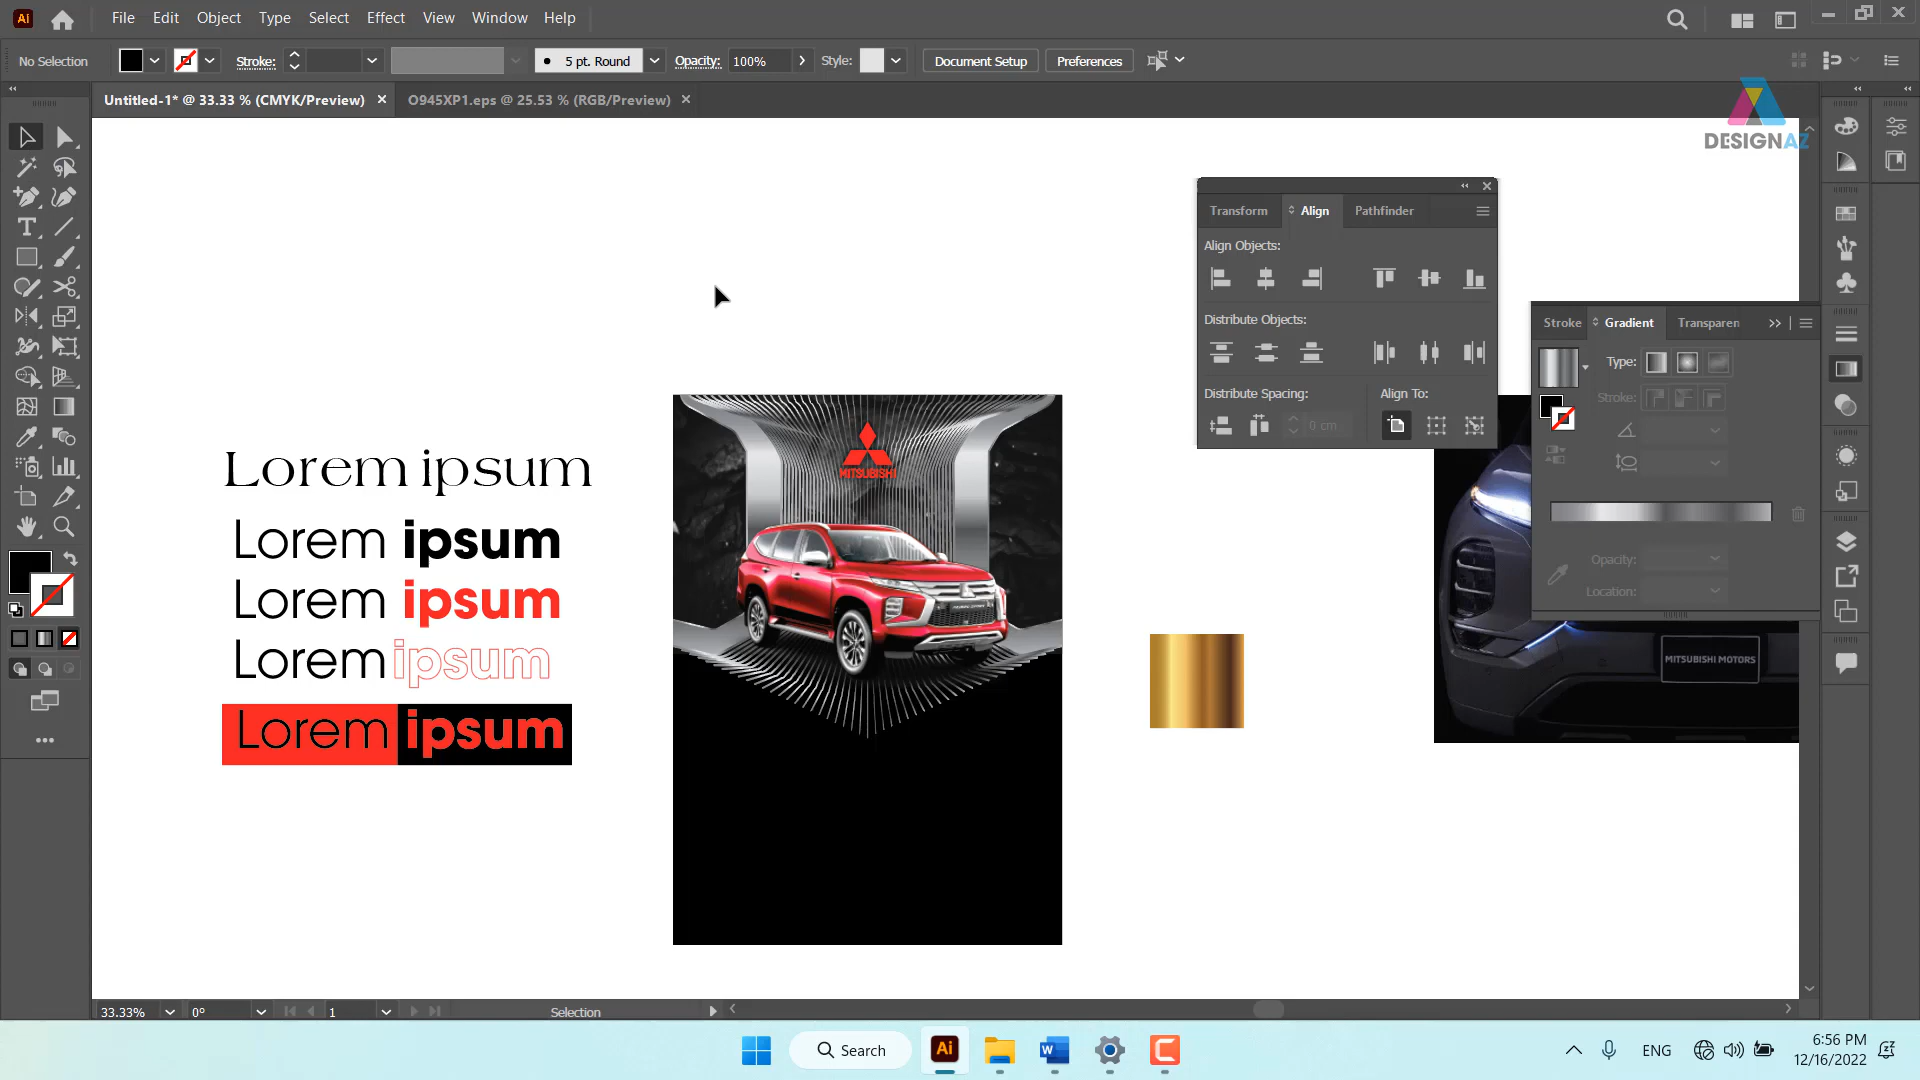 Ai File Edit Object Type Select Effect View Window Help
No Selection Stroke: 5 pt. Round Opacity: 100% Style: Document Setup Preferences
Untitled-1* @ 33.33 % (CMYK/Preview) × O945XP1.eps @ 25.53 % (RGB/Preview) ×
DESIGNAZ
Transform Align Pathfinder
Align Objects:
Distribute Objects:
Distribute Spacing: Align To:
0 cm
Stroke Gradient Transparen
Type:
Stroke:
Opacity:
Location:
MITSUBISHI
Lorem ipsum
Lorem ipsum
Lorem ipsum
Lorem ipsum
Lorem ipsum
MITSUBISHI MOTORS
33.33% 0° 1 Selection
Search
Ai
W
ENG
6:56 PM
12/16/2022